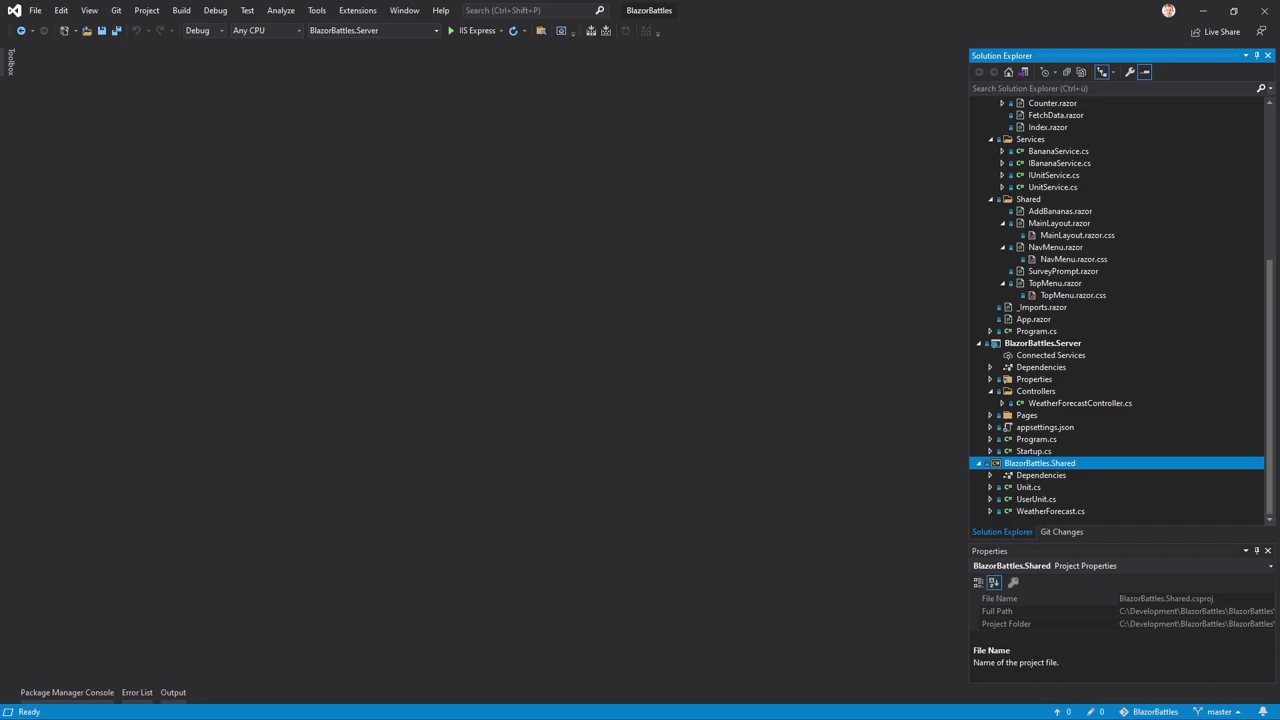 File Edit View Git Project Build Debug Test Analyze Tools Extensions Window Help Search (Ctrl+Shift+P) BlazorBattles
Debug Any CPU BlazorBattles.Server IIS Express Live Share
Toolbox
Solution Explorer
Search Solution Explorer (Ctrl+ü)
Counter.razor
FetchData.razor
Index.razor
Services
BananaService.cs
IBananaService.cs
IUnitService.cs
UnitService.cs
Shared
AddBananas.razor
MainLayout.razor
MainLayout.razor.css
NavMenu.razor
NavMenu.razor.css
SurveyPrompt.razor
TopMenu.razor
TopMenu.razor.css
_Imports.razor
App.razor
Program.cs
BlazorBattles.Server
Connected Services
Dependencies
Properties
Controllers
WeatherForecastController.cs
Pages
appsettings.json
Program.cs
Startup.cs
BlazorBattles.Shared
Dependencies
Unit.cs
UserUnit.cs
WeatherForecast.cs
Solution Explorer Git Changes
Properties
BlazorBattles.Shared Project Properties
File Name BlazorBattles.Shared.csproj
Full Path C:\Development\BlazorBattles\BlazorBattles
Project Folder C:\Development\BlazorBattles\BlazorBattles
File Name
Name of the project file.
Package Manager Console Error List Output
Ready 0 0 BlazorBattles master